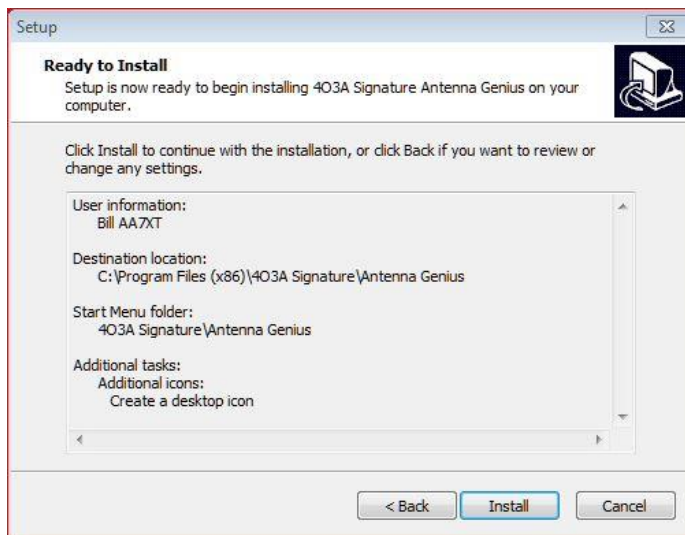 Setup
Ready to Install
Setup is now ready to begin installing 4O3A Signature Antenna Genius on your
computer.
Click Install to continue with the installation, or click Back if you want to review or
change any settings.
User information:
Bill AA7XT
Destination location:
C:\Program Files (x86)\4O3A Signature\Antenna Genius
Start Menu folder:
4O3A Signature\Antenna Genius
Additional tasks:
Additional icons:
Create a desktop icon
< Back
Install
Cancel